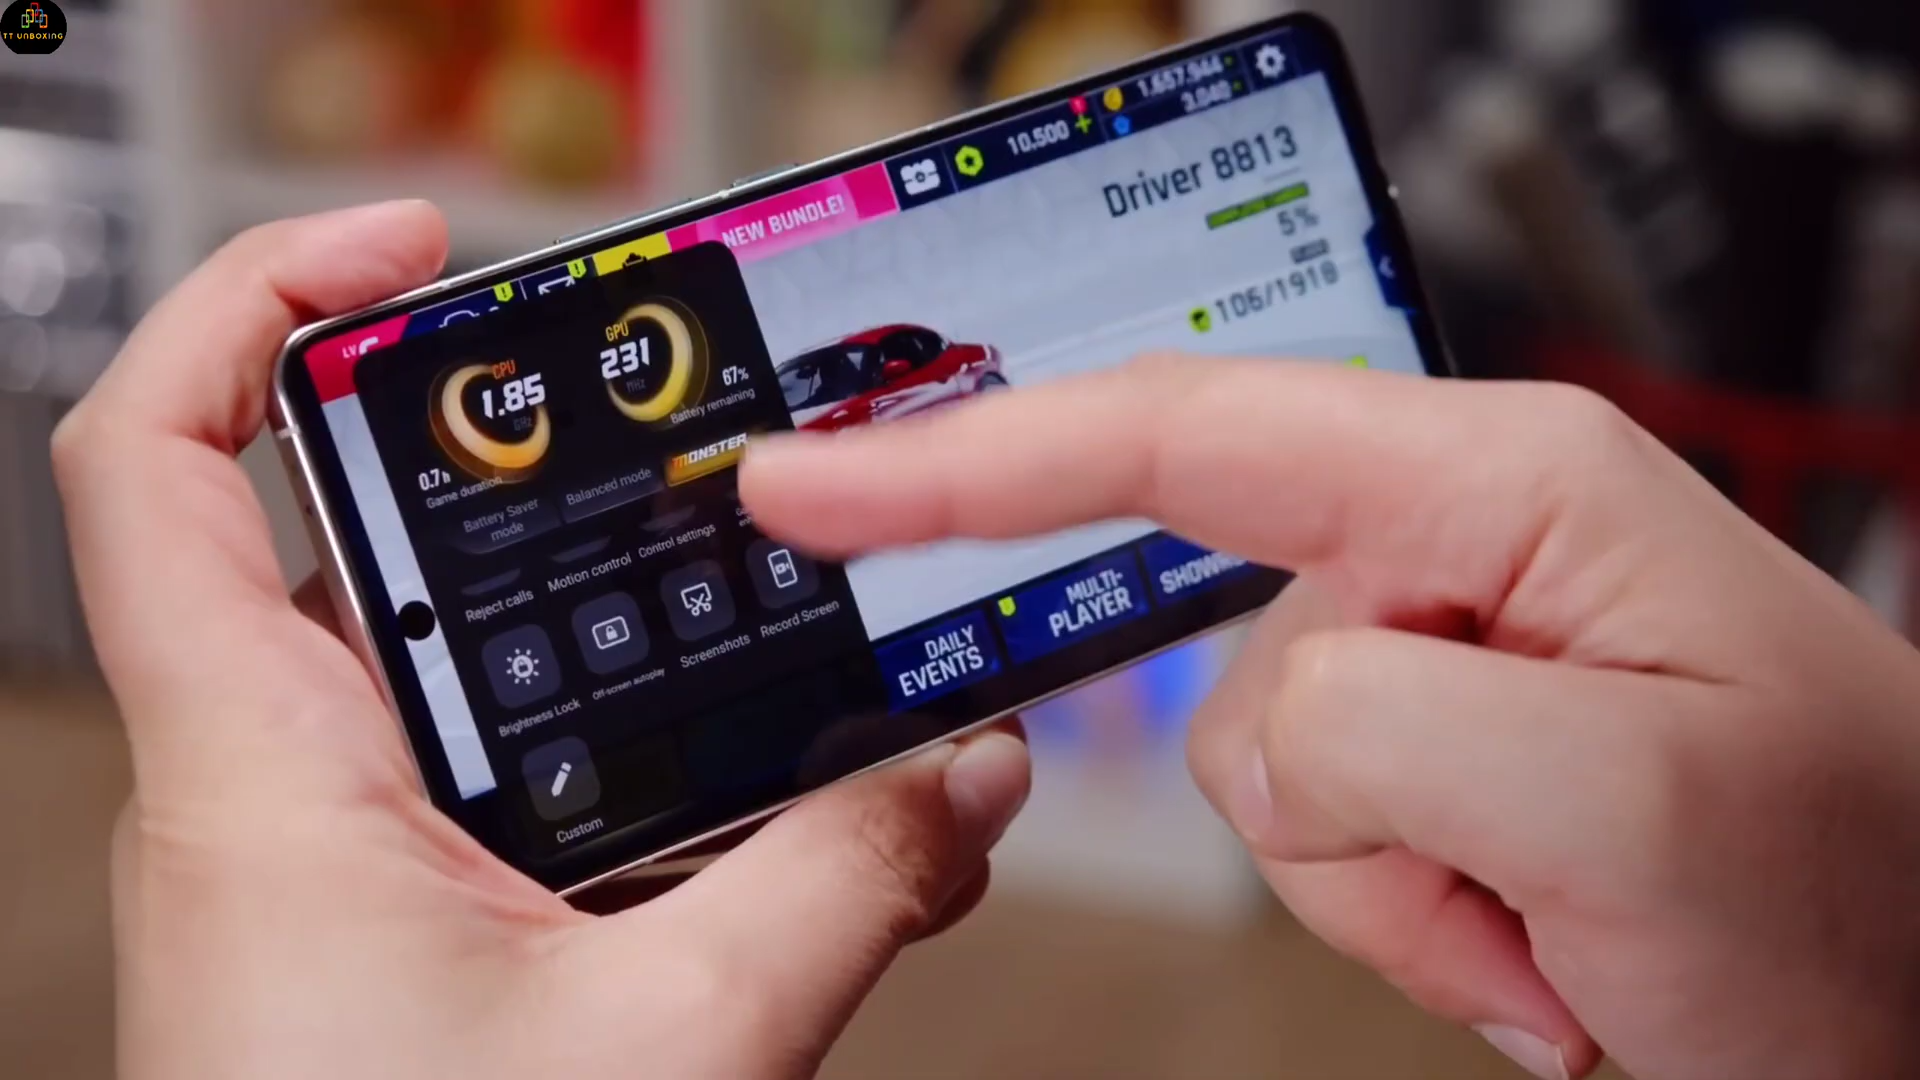 TT UNBOXING
1,657,944
3,040
10,500
NEW BUNDLE!
Driver 8813
5%
106/1918
LV
CPU
1.85
GHz
GPU
231
MHz
67%
Battery remaining
0.7h
Game duration
Battery Saver
mode
Balanced mode
MONSTER
Reject calls
Motion control
Control settings
Brightness Lock
Off-screen autoplay
Screenshots
Record Screen
Custom
DAILY
EVENTS
MULTI-
PLAYER